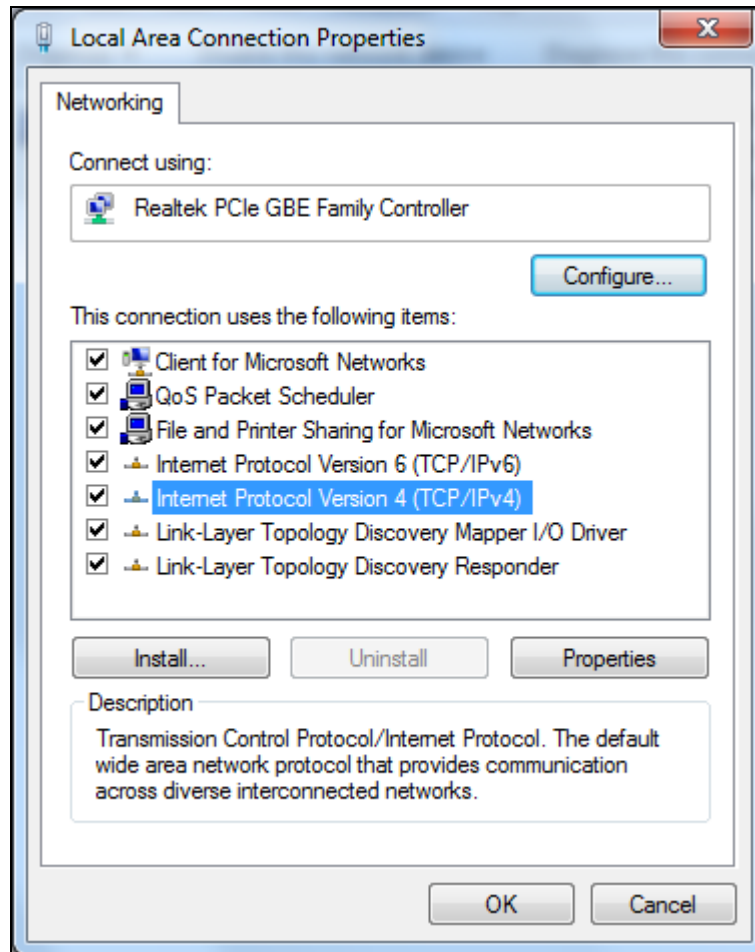 Local Area Connection Properties
Networking
Connect using:
Realtek PCIe GBE Family Controller
Configure...
This connection uses the following items:
Client for Microsoft Networks
QoS Packet Scheduler
File and Printer Sharing for Microsoft Networks
Internet Protocol Version 6 (TCP/IPv6)
Internet Protocol Version 4 (TCP/IPv4)
Link-Layer Topology Discovery Mapper I/O Driver
Link-Layer Topology Discovery Responder
Install... Uninstall Properties
Description
Transmission Control Protocol/Internet Protocol. The default
wide area network protocol that provides communication
across diverse interconnected networks.
OK Cancel